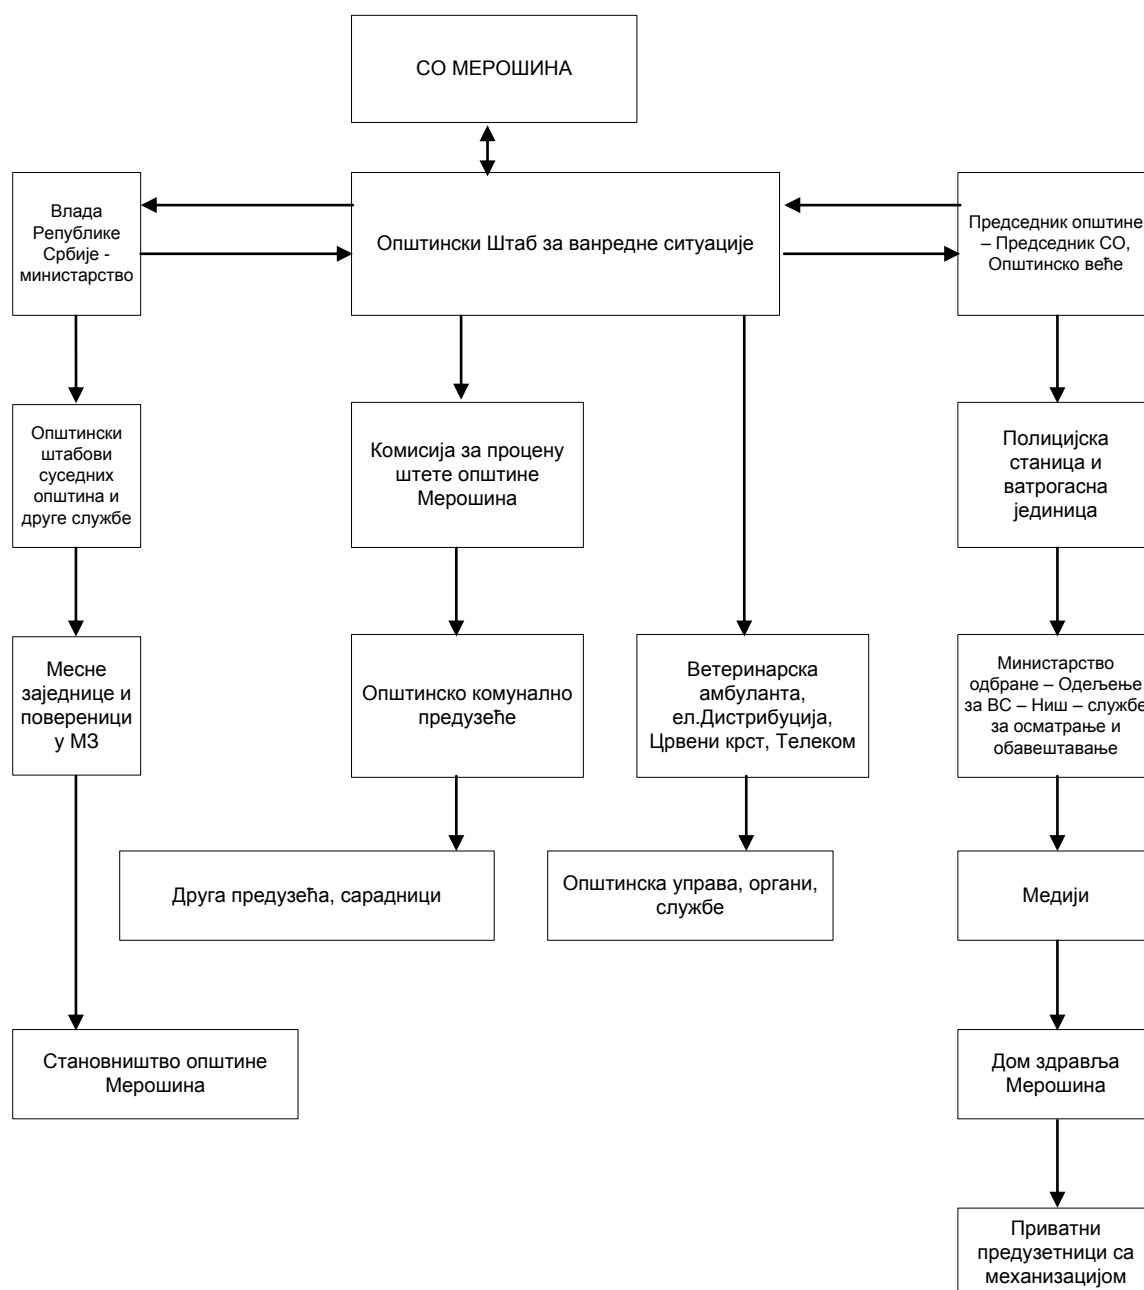 СО МЕРОШИНА
Влада
Републике
Србије -
министарство
Општински Штаб за ванредне ситуације
Председник општине
– Председник СО,
Општинско веће
Општински
штабови
суседних
општина и
друге службе
Комисија за процену
штете општине
Мерошина
Полицијска
станица и
ватрогасна
јединица
Месне
заједнице и
повереници
у МЗ
Општинско комунално
предузеће
Ветеринарска
амбуланта,
ел.Дистрибуција,
Црвени крст, Телеком
Министарство
одбране – Одељење
за ВС – Ниш – службе
за осматрање и
обавештавање
Друга предузећа, сарадници
Општинска управа, органи,
службе
Медији
Становништво општине
Мерошина
Дом здравља
Мерошина
Приватни
предузетници са
механизацијом